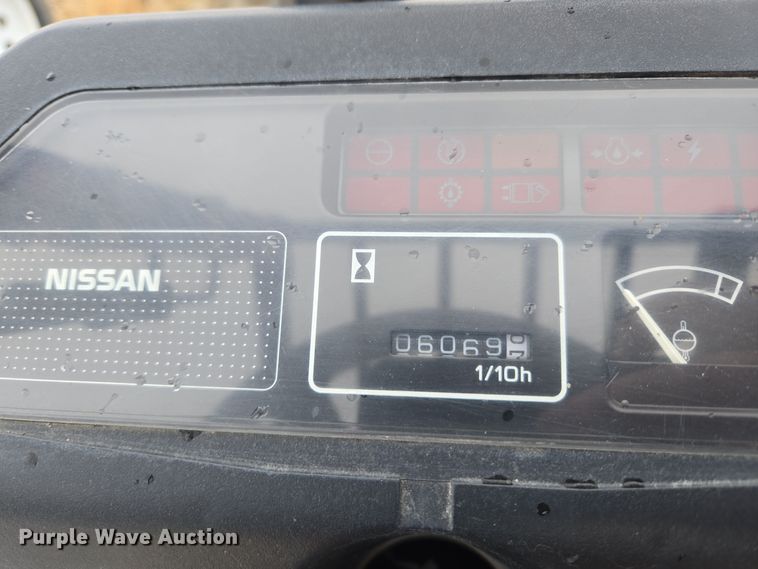 NISSAN
06069
1/10h
Purple Wave Auction